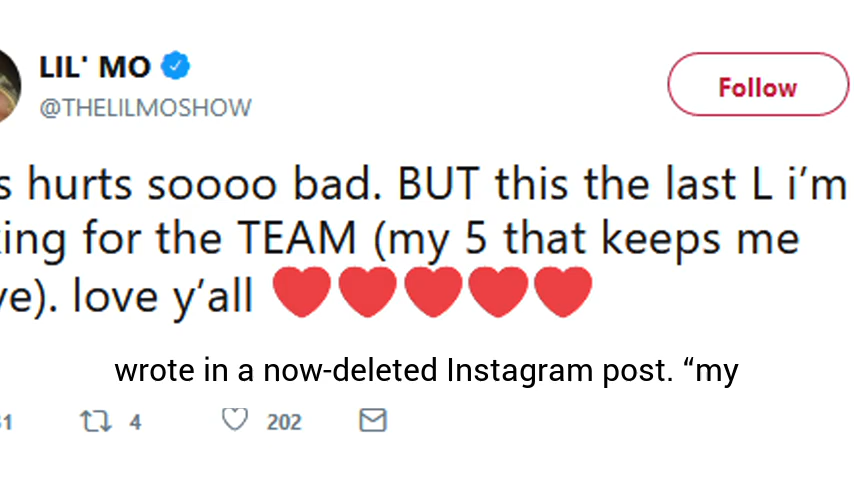 LIL' MO
@THELILMOSHOW
Follow
hurts soooo bad. BUT this the last L i'm
for the TEAM (my 5 that keeps me
love y'all ❤❤❤❤❤
wrote in a now-deleted Instagram post. “my
4 202